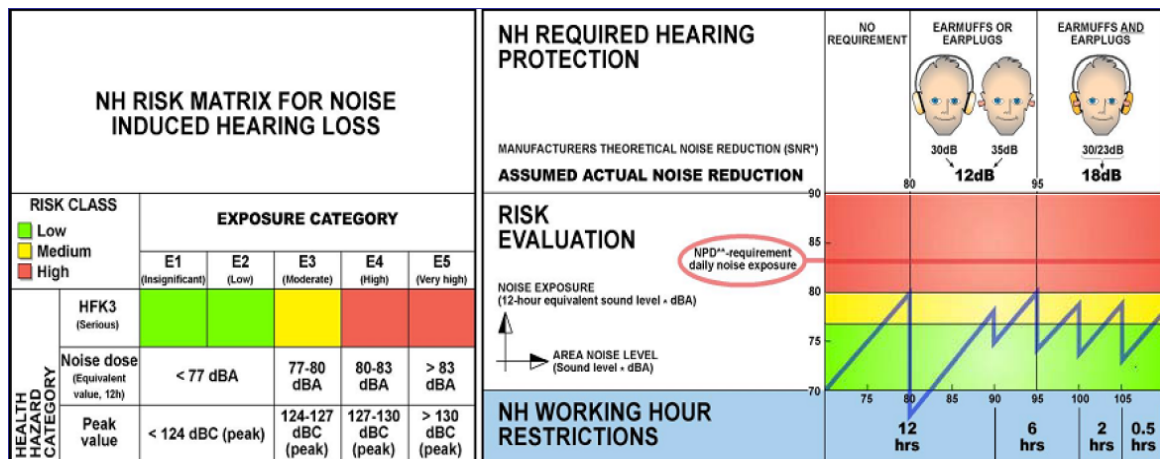 NH RISK MATRIX FOR NOISE
INDUCED HEARING LOSS
RISK CLASS
Low
Medium
High
EXPOSURE CATEGORY
E1
(Insignificant)
E2
(Low)
E3
(Moderate)
E4
(High)
E5
(Very high)
HEALTH
HAZARD
CATEGORY
HFK3
(Serious)
Noise dose
(Equivalent
value, 12h)
< 77 dBA
77-80
dBA
80-83
dBA
> 83
dBA
Peak
value
< 124 dBC (peak)
124-127
dBC
(peak)
127-130
dBC
(peak)
> 130
dBC
(peak)
NH REQUIRED HEARING
PROTECTION
MANUFACTURERS THEORETICAL NOISE REDUCTION (SNR*)
ASSUMED ACTUAL NOISE REDUCTION
NO
REQUIREMENT
EARMUFFS OR
EARPLUGS
EARMUFFS AND
EARPLUGS
30dB
35dB
30/23dB
12dB
18dB
80
95
RISK
EVALUATION
NPD**-requirement
daily noise exposure
NOISE EXPOSURE
(12-hour equivalent sound level * dBA)
AREA NOISE LEVEL
(Sound level * dBA)
90
85
80
75
70
75
80
85
90
95
100
105
NH WORKING HOUR
RESTRICTIONS
12
hrs
6
hrs
2
hrs
0.5
hrs